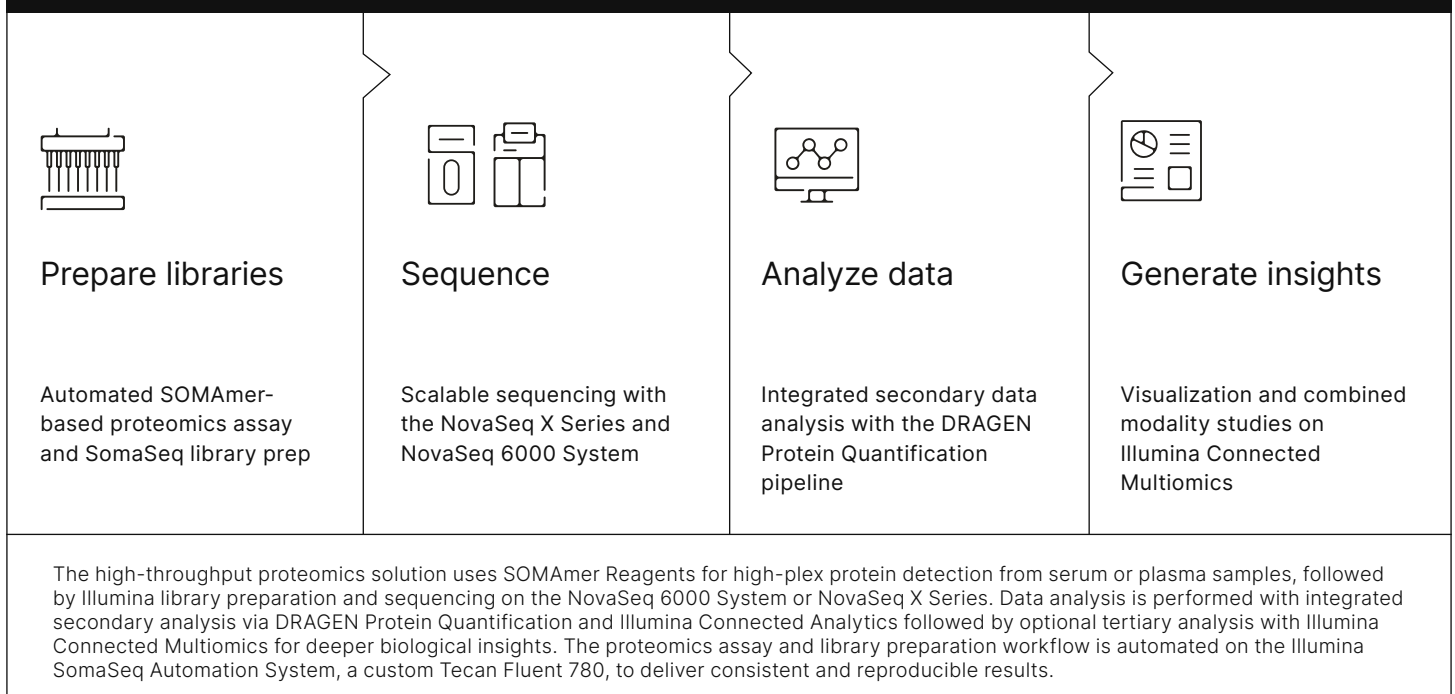 Prepare libraries
Automated SOMAmer-
based proteomics assay
and SomaSeq library prep
Sequence
Scalable sequencing with
the NovaSeq X Series and
NovaSeq 6000 System
Analyze data
Integrated secondary data
analysis with the DRAGEN
Protein Quantification
pipeline
Generate insights
Visualization and combined
modality studies on
Illumina Connected
Multiomics
The high-throughput proteomics solution uses SOMAmer Reagents for high-plex protein detection from serum or plasma samples, followed
by Illumina library preparation and sequencing on the NovaSeq 6000 System or NovaSeq X Series. Data analysis is performed with integrated
secondary analysis via DRAGEN Protein Quantification and Illumina Connected Analytics followed by optional tertiary analysis with Illumina
Connected Multiomics for deeper biological insights. The proteomics assay and library preparation workflow is automated on the Illumina
SomaSeq Automation System, a custom Tecan Fluent 780, to deliver consistent and reproducible results.